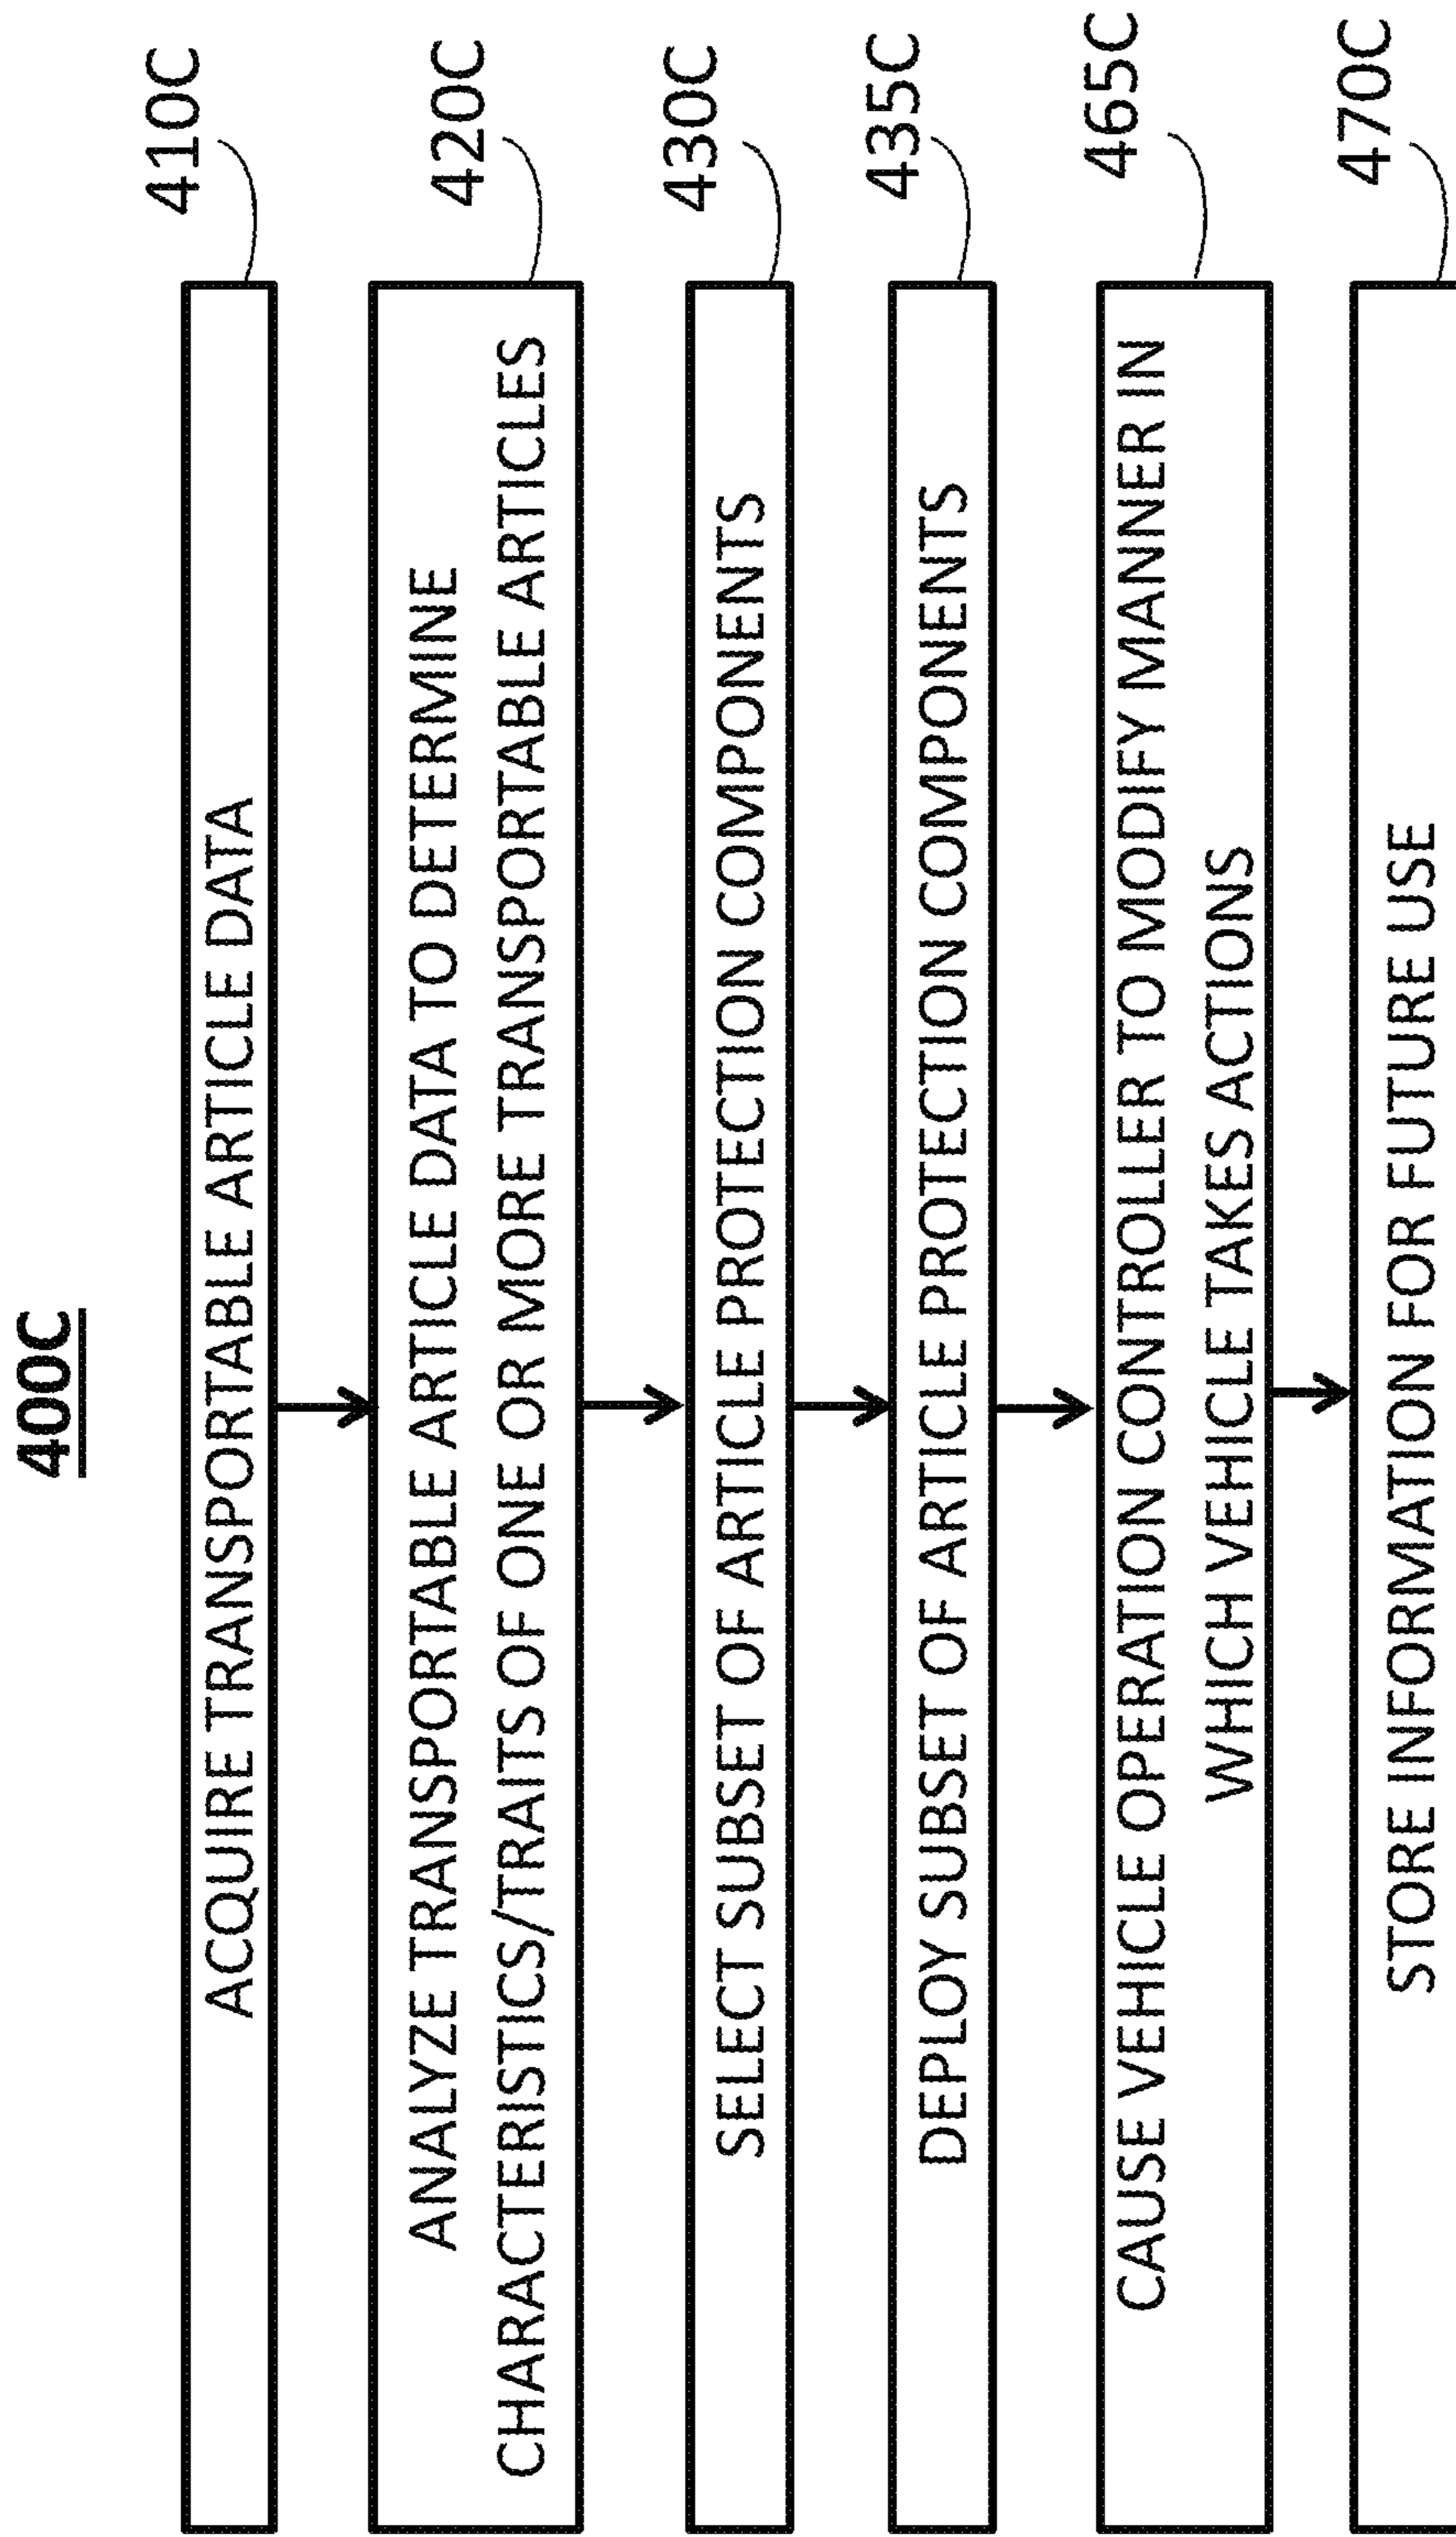 400C
410C
ACQUIRE TRANSPORTABLE ARTICLE DATA
420C
ANALYZE TRANSPORTABLE ARTICLE DATA TO DETERMINE
CHARACTERISTICS/TRAITS OF ONE OR MORE TRANSPORTABLE ARTICLES
430C
SELECT SUBSET OF ARTICLE PROTECTION COMPONENTS
435C
DEPLOY SUBSET OF ARTICLE PROTECTION COMPONENTS
465C
CAUSE VEHICLE OPERATION CONTROLLER TO MODIFY MANNER IN
WHICH VEHICLE TAKES ACTIONS
470C
STORE INFORMATION FOR FUTURE USE